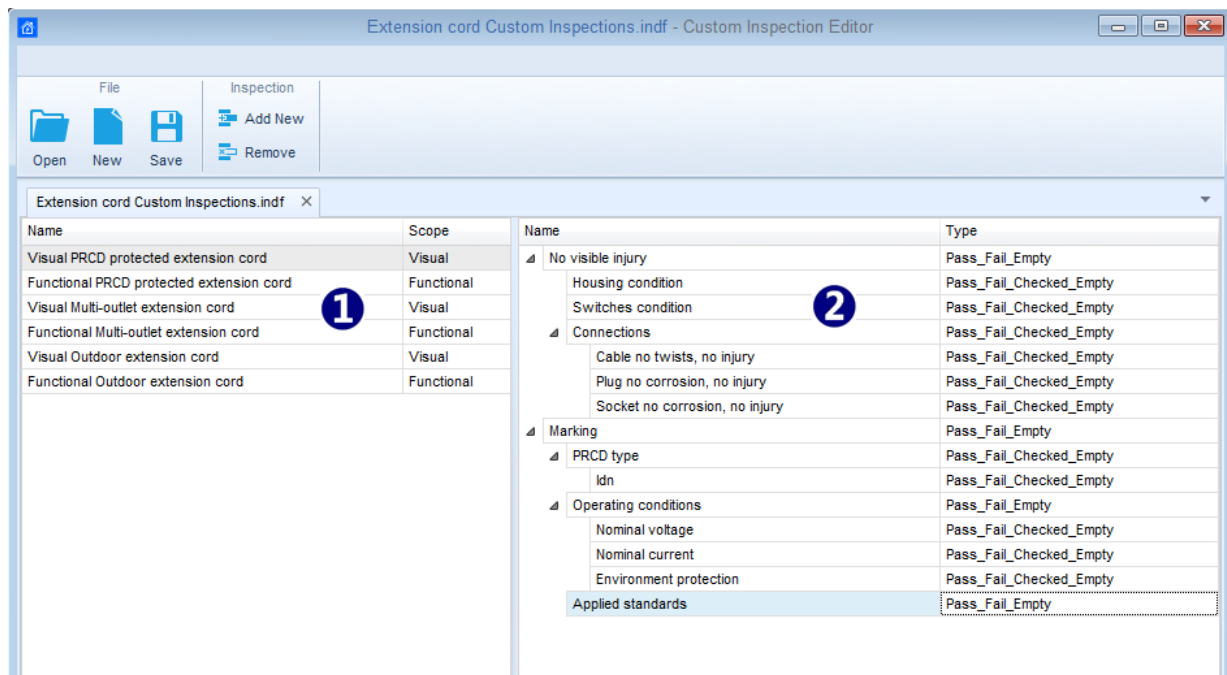 Extension cord Custom Inspections.indf - Custom Inspection Editor
File
Open New Save
Inspection
Add New
Remove
Extension cord Custom Inspections.indf
Name Scope
Visual PRCD protected extension cord Visual
Functional PRCD protected extension cord Functional
Visual Multi-outlet extension cord Visual
Functional Multi-outlet extension cord Functional
Visual Outdoor extension cord Visual
Functional Outdoor extension cord Functional
1
Name Type
No visible injury Pass_Fail_Empty
Housing condition Pass_Fail_Checked_Empty
Switches condition Pass_Fail_Checked_Empty
Connections Pass_Fail_Checked_Empty
Cable no twists, no injury Pass_Fail_Checked_Empty
Plug no corrosion, no injury Pass_Fail_Checked_Empty
Socket no corrosion, no injury Pass_Fail_Checked_Empty
Marking Pass_Fail_Empty
PRCD type Pass_Fail_Checked_Empty
Idn Pass_Fail_Checked_Empty
Operating conditions Pass_Fail_Empty
Nominal voltage Pass_Fail_Checked_Empty
Nominal current Pass_Fail_Checked_Empty
Environment protection Pass_Fail_Checked_Empty
Applied standards Pass_Fail_Empty
2